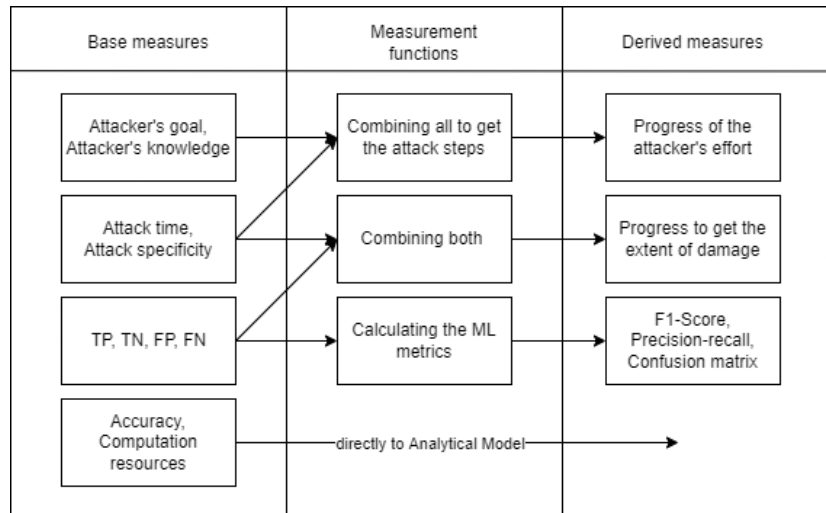 Base measures
Measurement
functions
Derived measures
Attacker's goal,
Attacker's knowledge
Combining all to get
the attack steps
Progress of the
attacker's effort
Attack time,
Attack specificity
Combining both
Progress to get the
extent of damage
TP, TN, FP, FN
Calculating the ML
metrics
F1-Score,
Precision-recall,
Confusion matrix
Accuracy,
Computation
resources
directly to Analytical Model